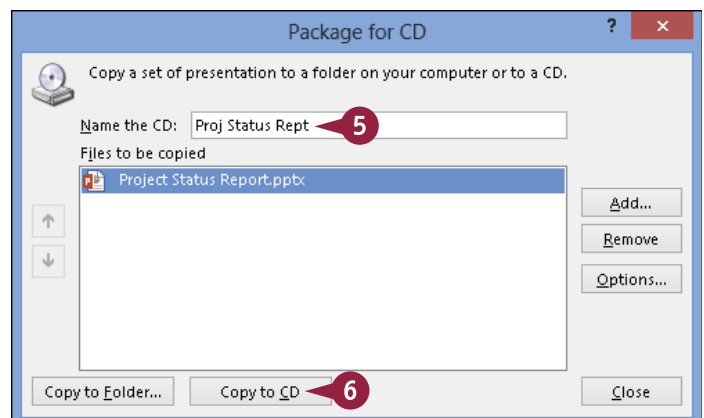 Package for CD
? ×
Copy a set of presentation to a folder on your computer or to a CD.
Name the CD: Proj Status Rept 5
Files to be copied
Project Status Report.pptx
Add...
Remove
Options...
Copy to Folder... Copy to CD 6 Close